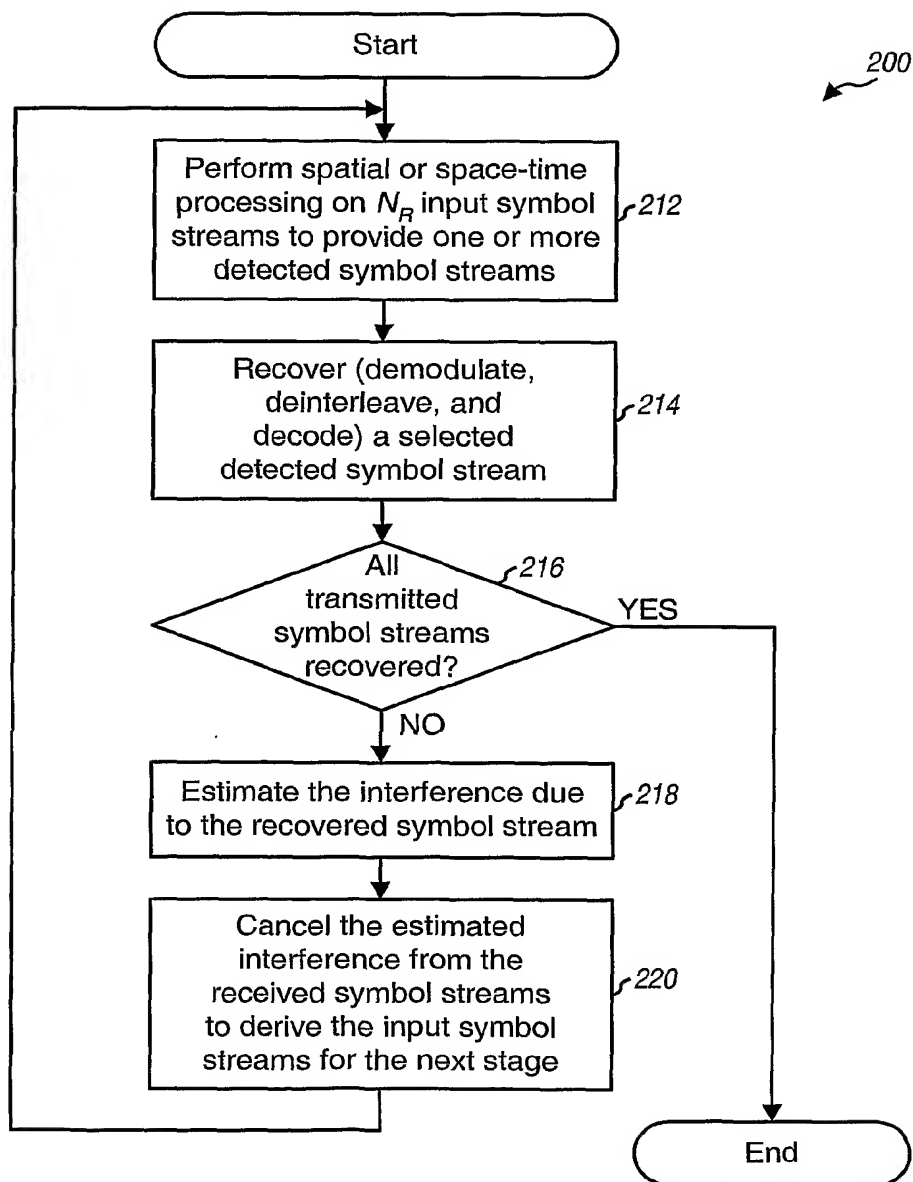 Start
200
Perform spatial or space-time
processing on N_R input symbol
streams to provide one or more
detected symbol streams
212
Recover (demodulate,
deinterleave, and
decode) a selected
detected symbol stream
214
All
transmitted
symbol streams
recovered?
216
YES
NO
Estimate the interference due
to the recovered symbol stream
218
Cancel the estimated
interference from the
received symbol streams
to derive the input symbol
streams for the next stage
220
End